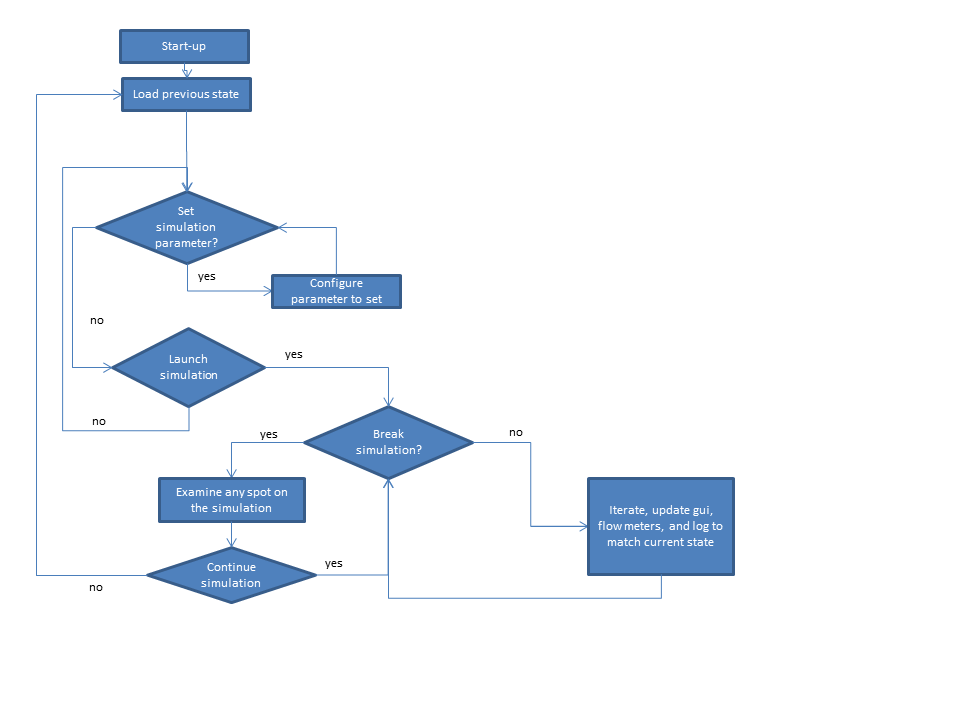 Start-up
Load previous state
Set
simulation
parameter?
yes
Configure
parameter to set
no
Launch
simulation
yes
no
Break
simulation?
yes
no
Examine any spot on
the simulation
Iterate, update gui,
flow meters, and log to
match current state
Continue
simulation
yes
no